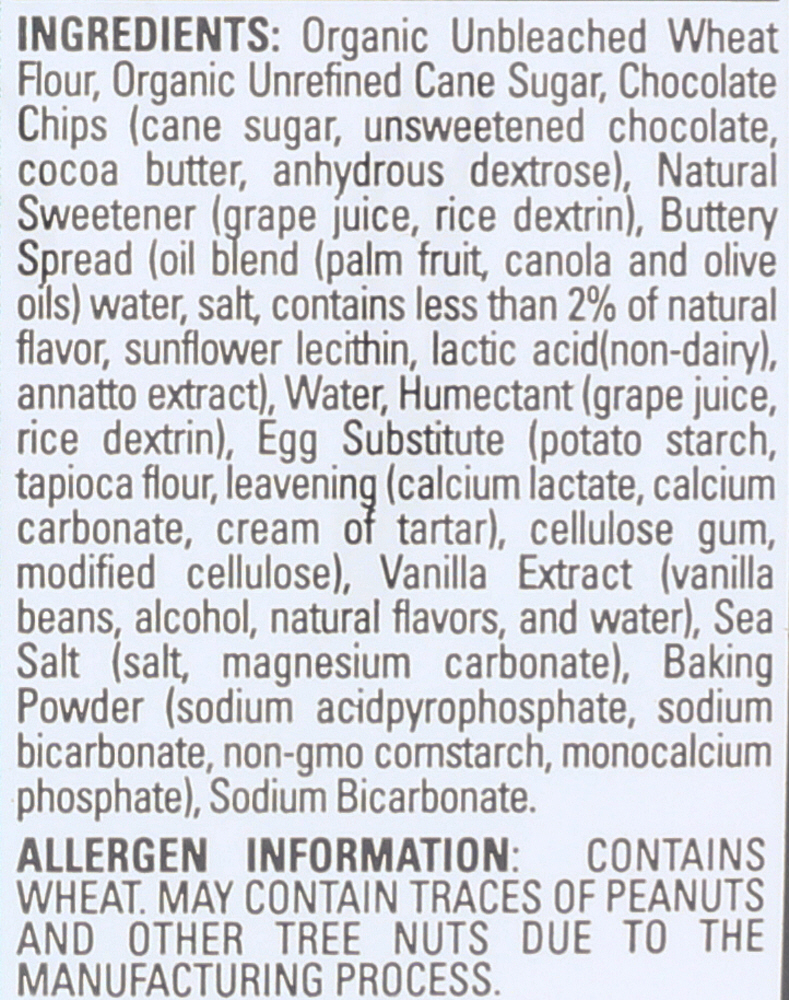 INGREDIENTS: Organic Unbleached Wheat
Flour, Organic Unrefined Cane Sugar, Chocolate
Chips (cane sugar, unsweetened chocolate,
cocoa butter, anhydrous dextrose), Natural
Sweetener (grape juice, rice dextrin), Buttery
Spread (oil blend (palm fruit, canola and olive
oils) water, salt, contains less than 2% of natural
flavor, sunflower lecithin, lactic acid(non-dairy),
annatto extract), Water, Humectant (grape juice,
rice dextrin), Egg Substitute (potato starch,
tapioca flour, leavening (calcium lactate, calcium
carbonate, cream of tartar), cellulose gum,
modified cellulose), Vanilla Extract (vanilla
beans, alcohol, natural flavors, and water), Sea
Salt (salt, magnesium carbonate), Baking
Powder (sodium acidpyrophosphate, sodium
bicarbonate, non-gmo cornstarch, monocalcium
phosphate), Sodium Bicarbonate.
ALLERGEN INFORMATION: CONTAINS
WHEAT. MAY CONTAIN TRACES OF PEANUTS
AND OTHER TREE NUTS DUE TO THE
MANUFACTURING PROCESS.